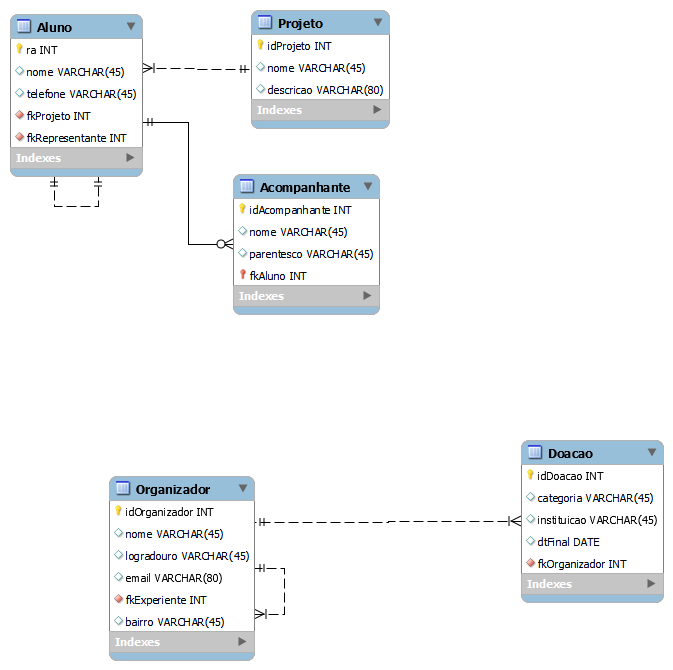 Aluno
ra INT
nome VARCHAR(45)
telefone VARCHAR(45)
fkProjeto INT
fkRepresentante INT
Indexes
Projeto
idProjeto INT
nome VARCHAR(45)
descricao VARCHAR(80)
Indexes
Acompanhante
idAcompanhante INT
nome VARCHAR(45)
parentesco VARCHAR(45)
fkAluno INT
Indexes
Organizador
idOrganizador INT
nome VARCHAR(45)
logradouro VARCHAR(45)
email VARCHAR(80)
fkExperiente INT
bairro VARCHAR(45)
Indexes
Doacao
idDoacao INT
categoria VARCHAR(45)
instituicao VARCHAR(45)
dtFinal DATE
fkOrganizador INT
Indexes